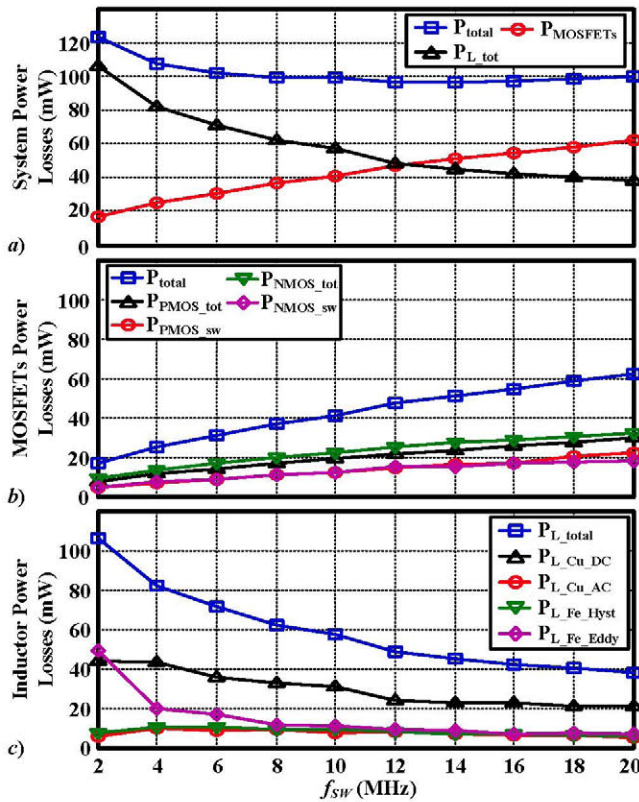 System Power
Losses (mW)
120
100
80
60
40
20
0
a)
P_total
P_MOSFETs
P_L_tot
MOSFETs Power
Losses (mW)
100
80
60
40
20
0
b)
P_total
P_NMOS_tot
P_PMOS_tot
P_NMOS_sw
P_PMOS_sw
Inductor Power
Losses (mW)
100
80
60
40
20
0
c)
P_L_total
P_L_Cu_DC
P_L_Cu_AC
P_L_Fe_Hyst
P_L_Fe_Eddy
2 4 6 8 10 12 14 16 18 20
f_SW (MHz)